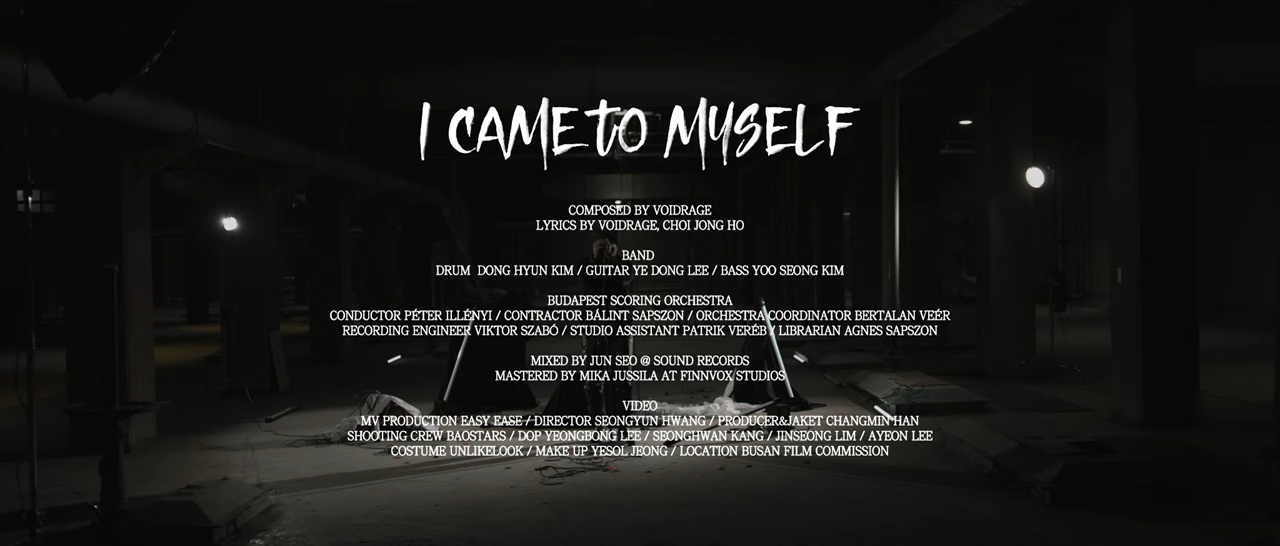 I CAME to MYSELF
COMPOSED BY VOIDRAGE
LYRICS BY VOIDRAGE, CHOI JONG HO
BAND
DRUM DONG HYUN KIM / GUITAR YE DONG LEE / BASS YOO SEONG KIM
BUDAPEST SCORING ORCHESTRA
CONDUCTOR PÉTER ILLÉNYI / CONTRACTOR BÁLINT SAPSZON / ORCHESTRA COORDINATOR BERTALAN VEÉR
RECORDING ENGINEER VIKTOR SZABÓ / STUDIO ASSISTANT PATRIK VERÉB / LIBRARIAN AGNES SAPSZON
MIXED BY JUN SEO @ SOUND RECORDS
MASTERED BY MIKA JUSSILA AT FINNVOX STUDIOS
VIDEO
MV PRODUCTION EASY EASE / DIRECTOR SEONGYUN HWANG / PRODUCER&JAKET CHANGMIN HAN
SHOOTING CREW BAOSTARS / DOP YEONGBONG LEE / SEONGHWAN KANG / JINSEONG LIM / AYEON LEE
COSTUME UNLIKELOOK / MAKE UP YESOL JEONG / LOCATION BUSAN FILM COMMISSION